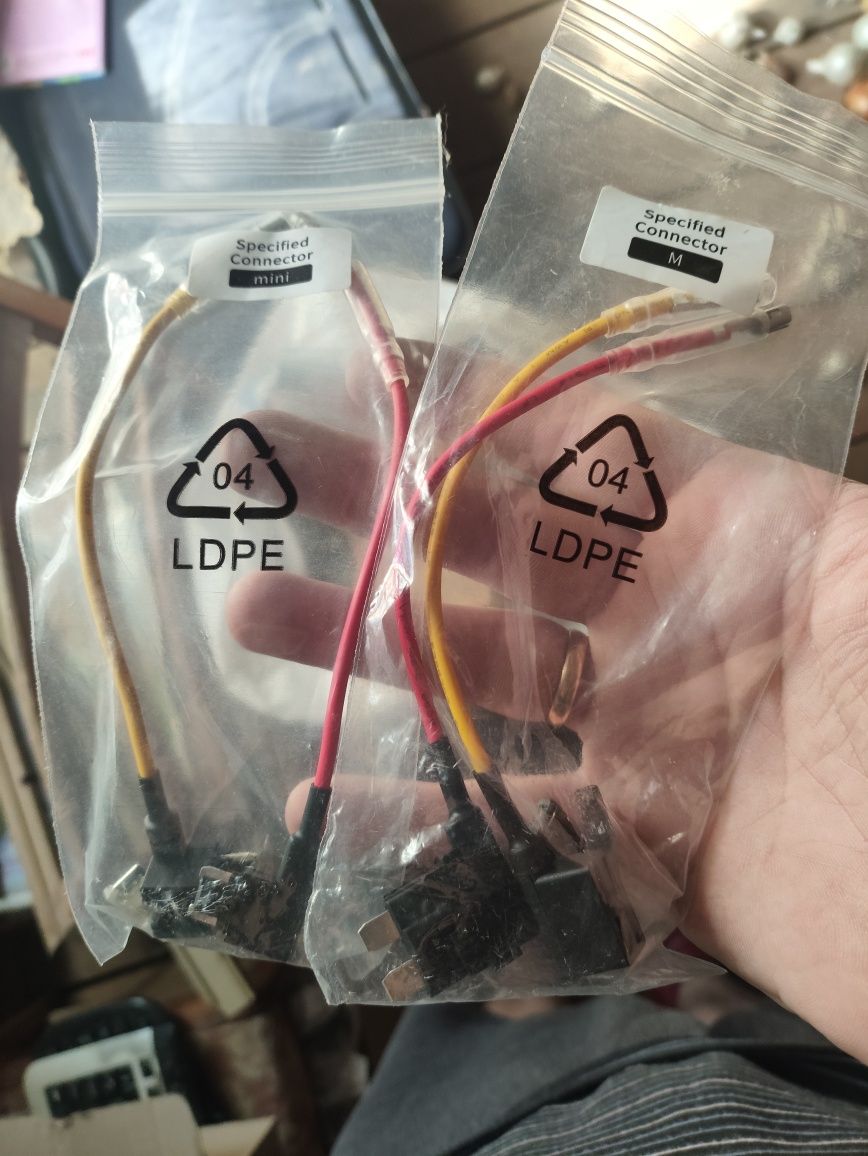 Specified
Connector
mini
04
LDPE
Specified
Connector
M
04
LDPE